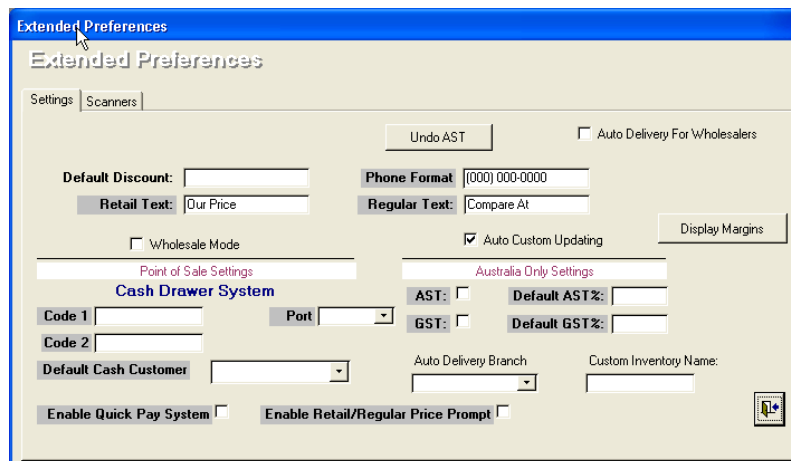 Extended Preferences
Extended Preferences
Settings Scanners
Undo AST Auto Delivery For Wholesalers
Default Discount: Phone Format (000) 000-0000
Retail Text: Our Price Regular Text: Compare At
Display Margins
Wholesale Mode Auto Custom Updating
Point of Sale Settings Australia Only Settings
Cash Drawer System
AST: Default AST%:
Code 1 Port
GST: Default GST%:
Code 2
Default Cash Customer
Auto Delivery Branch Custom Inventory Name:
Enable Quick Pay System Enable Retail/Regular Price Prompt